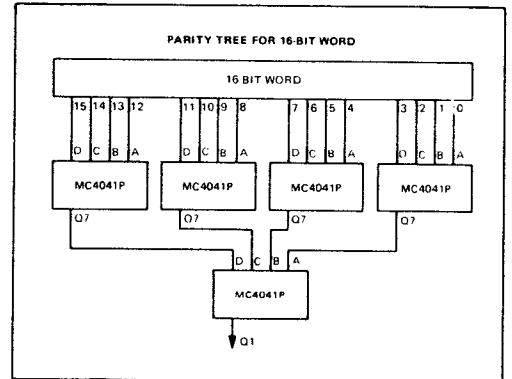 PARITY TREE FOR 16-BIT WORD
16 BIT WORD
15 14 13 12 11 10 9 8 7 6 5 4 3 2 1 0
D C B A D C B A D C B A D C B A
MC4041P MC4041P MC4041P MC4041P
Q7 Q7 Q7 Q7
D C B A
MC4041P
Q1